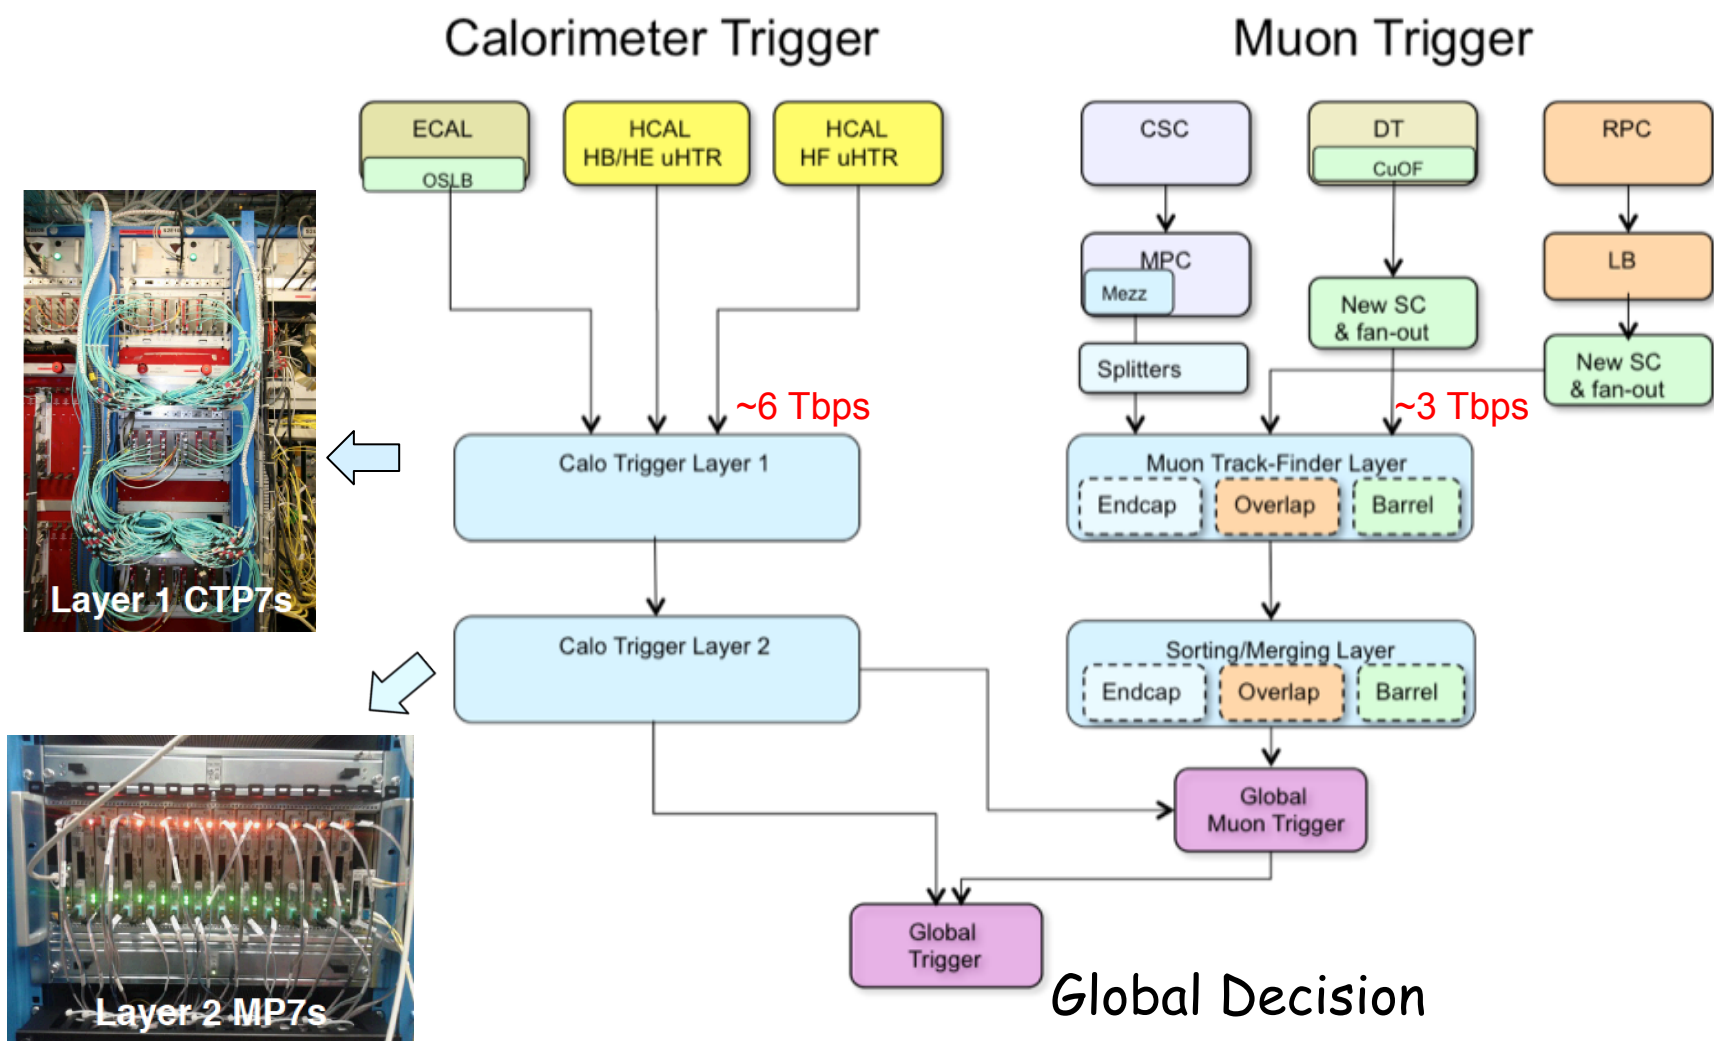 Calorimeter Trigger
Muon Trigger
ECAL
OSLB
HCAL
HB/HE uHTR
HCAL
HF uHTR
CSC
DT
CuOF
RPC
MPC
Mezz
LB
New SC
& fan-out
Splitters
New SC
& fan-out
~6 Tbps
~3 Tbps
Calo Trigger Layer 1
Muon Track-Finder Layer
Endcap
Overlap
Barrel
Layer 1 CTP7s
Calo Trigger Layer 2
Sorting/Merging Layer
Endcap
Overlap
Barrel
Global
Muon Trigger
Global
Trigger
Global Decision
Layer 2 MP7s